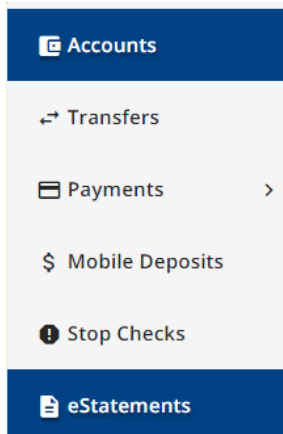 Accounts
Transfers
Payments
Mobile Deposits
Stop Checks
eStatements